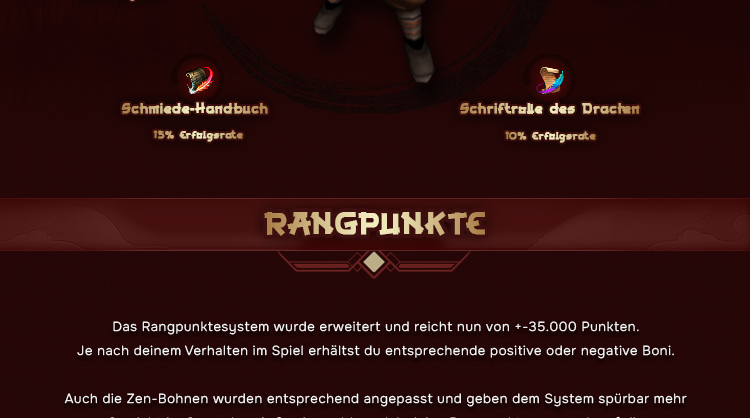 Schmiede-Handbuch
15% Erfolgsrate
Schriftrolle des Drachen
10% Erfolgsrate
RANGPUNKTE
Das Rangpunktesystem wurde erweitert und reicht nun von +-35.000 Punkten.
Je nach deinem Verhalten im Spiel erhältst du entsprechende positive oder negative Boni.
Auch die Zen-Bohnen wurden entsprechend angepasst und geben dem System spürbar mehr